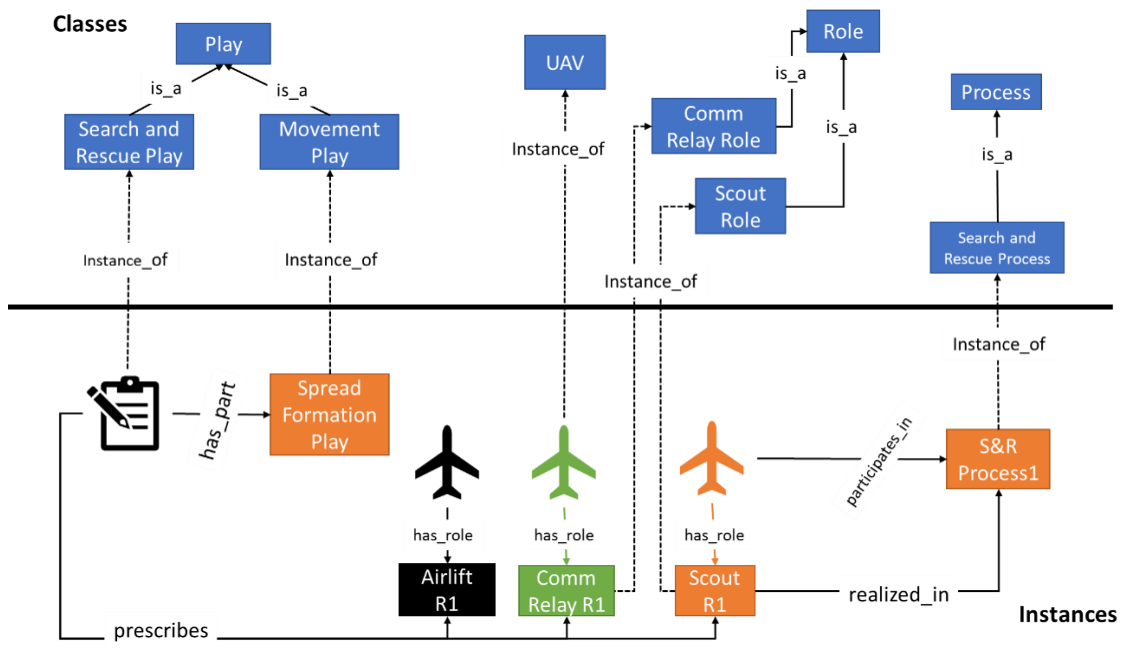 Classes
Play
UAV
Role
is_a
is_a
is_a
Search and
Rescue Play
Movement
Play
Comm
Relay Role
Process
is_a
Instance_of
is_a
Scout
Role
Search and
Rescue Process
Instance_of
Instance_of
Instance_of
Instance_of
Spread
Formation
Play
has_part
participates_in
S&R
Process1
has_role
has_role
has_role
Airlift
R1
Comm
Relay R1
Scout
R1
realized_in
Instances
prescribes